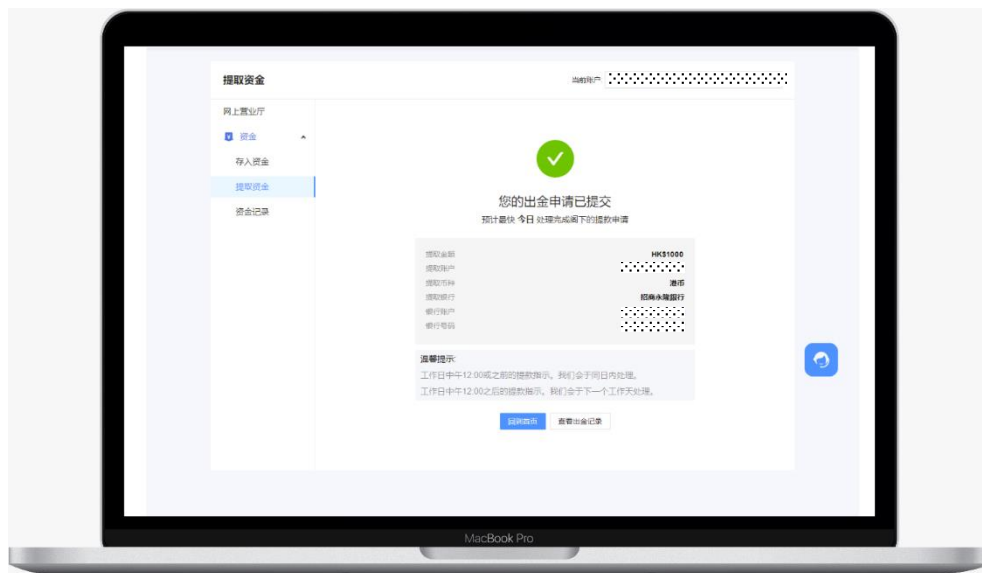 提取资金
当前账户
网上营业厅
资金
存入资金
提取资金
资金记录
您的出金申请已提交
预计最快 今日 处理完成阁下的提款申请
提取金额 HK$1000
提取账户
提取币种 港币
提取银行 招商永隆银行
银行账户
银行号码
温馨提示:
工作日中午12:00或之前的提款指示，我们会于同日内处理。
工作日中午12:00之后的提款指示，我们会于下一个工作天处理。
回到首页 查看出金记录
MacBook Pro